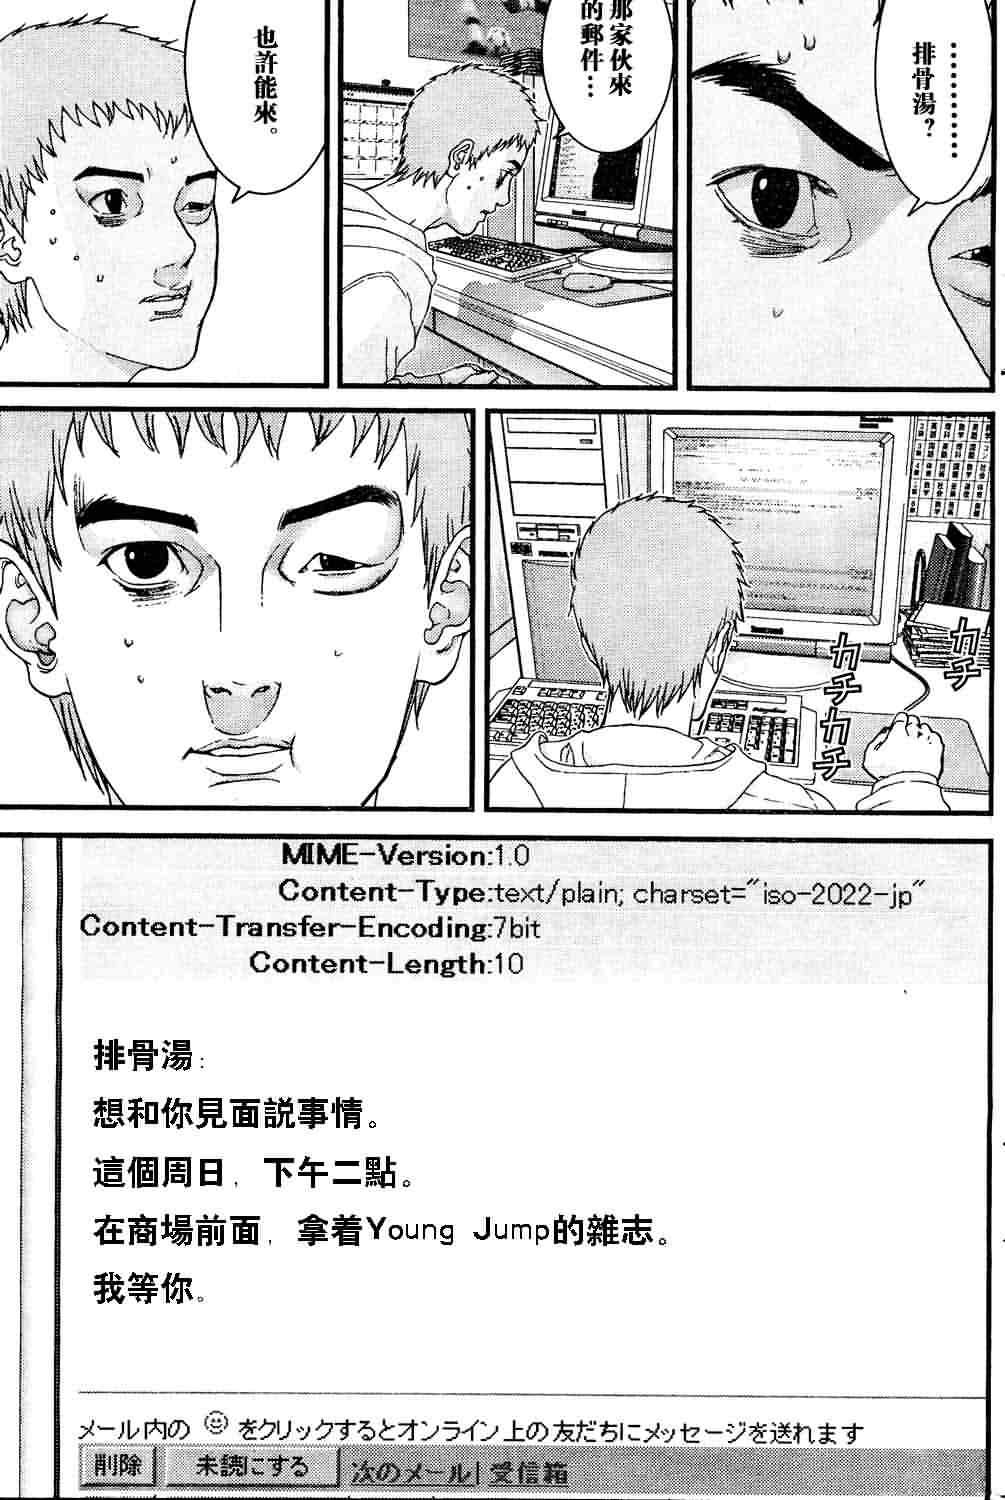 …………
排骨湯？
那家伙來
的郵件…
也許能來。
カチカチ
カチ
MIME-Version:1.0
Content-Type:text/plain; charset="iso-2022-jp"
Content-Transfer-Encoding:7bit
Content-Length:10
排骨湯:
想和你見面説事情。
這個周日，下午二點。
在商場前面，拿着Young Jump的雜志。
我等你。
メール内の ☺ をクリックするとオンライン上の友だちにメッセージを送れます
削除 未読にする 次のメール| 受信箱